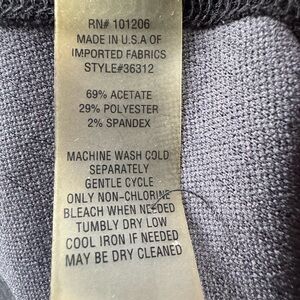 RN# 101206
MADE IN U.S.A OF
IMPORTED FABRICS
STYLE#36312
69% ACETATE
29% POLYESTER
2% SPANDEX
MACHINE WASH COLD
SEPARATELY
GENTLE CYCLE
ONLY NON-CHLORINE
BLEACH WHEN NEEDED
TUMBLY DRY LOW
COOL IRON IF NEEDED
MAY BE DRY CLEANED